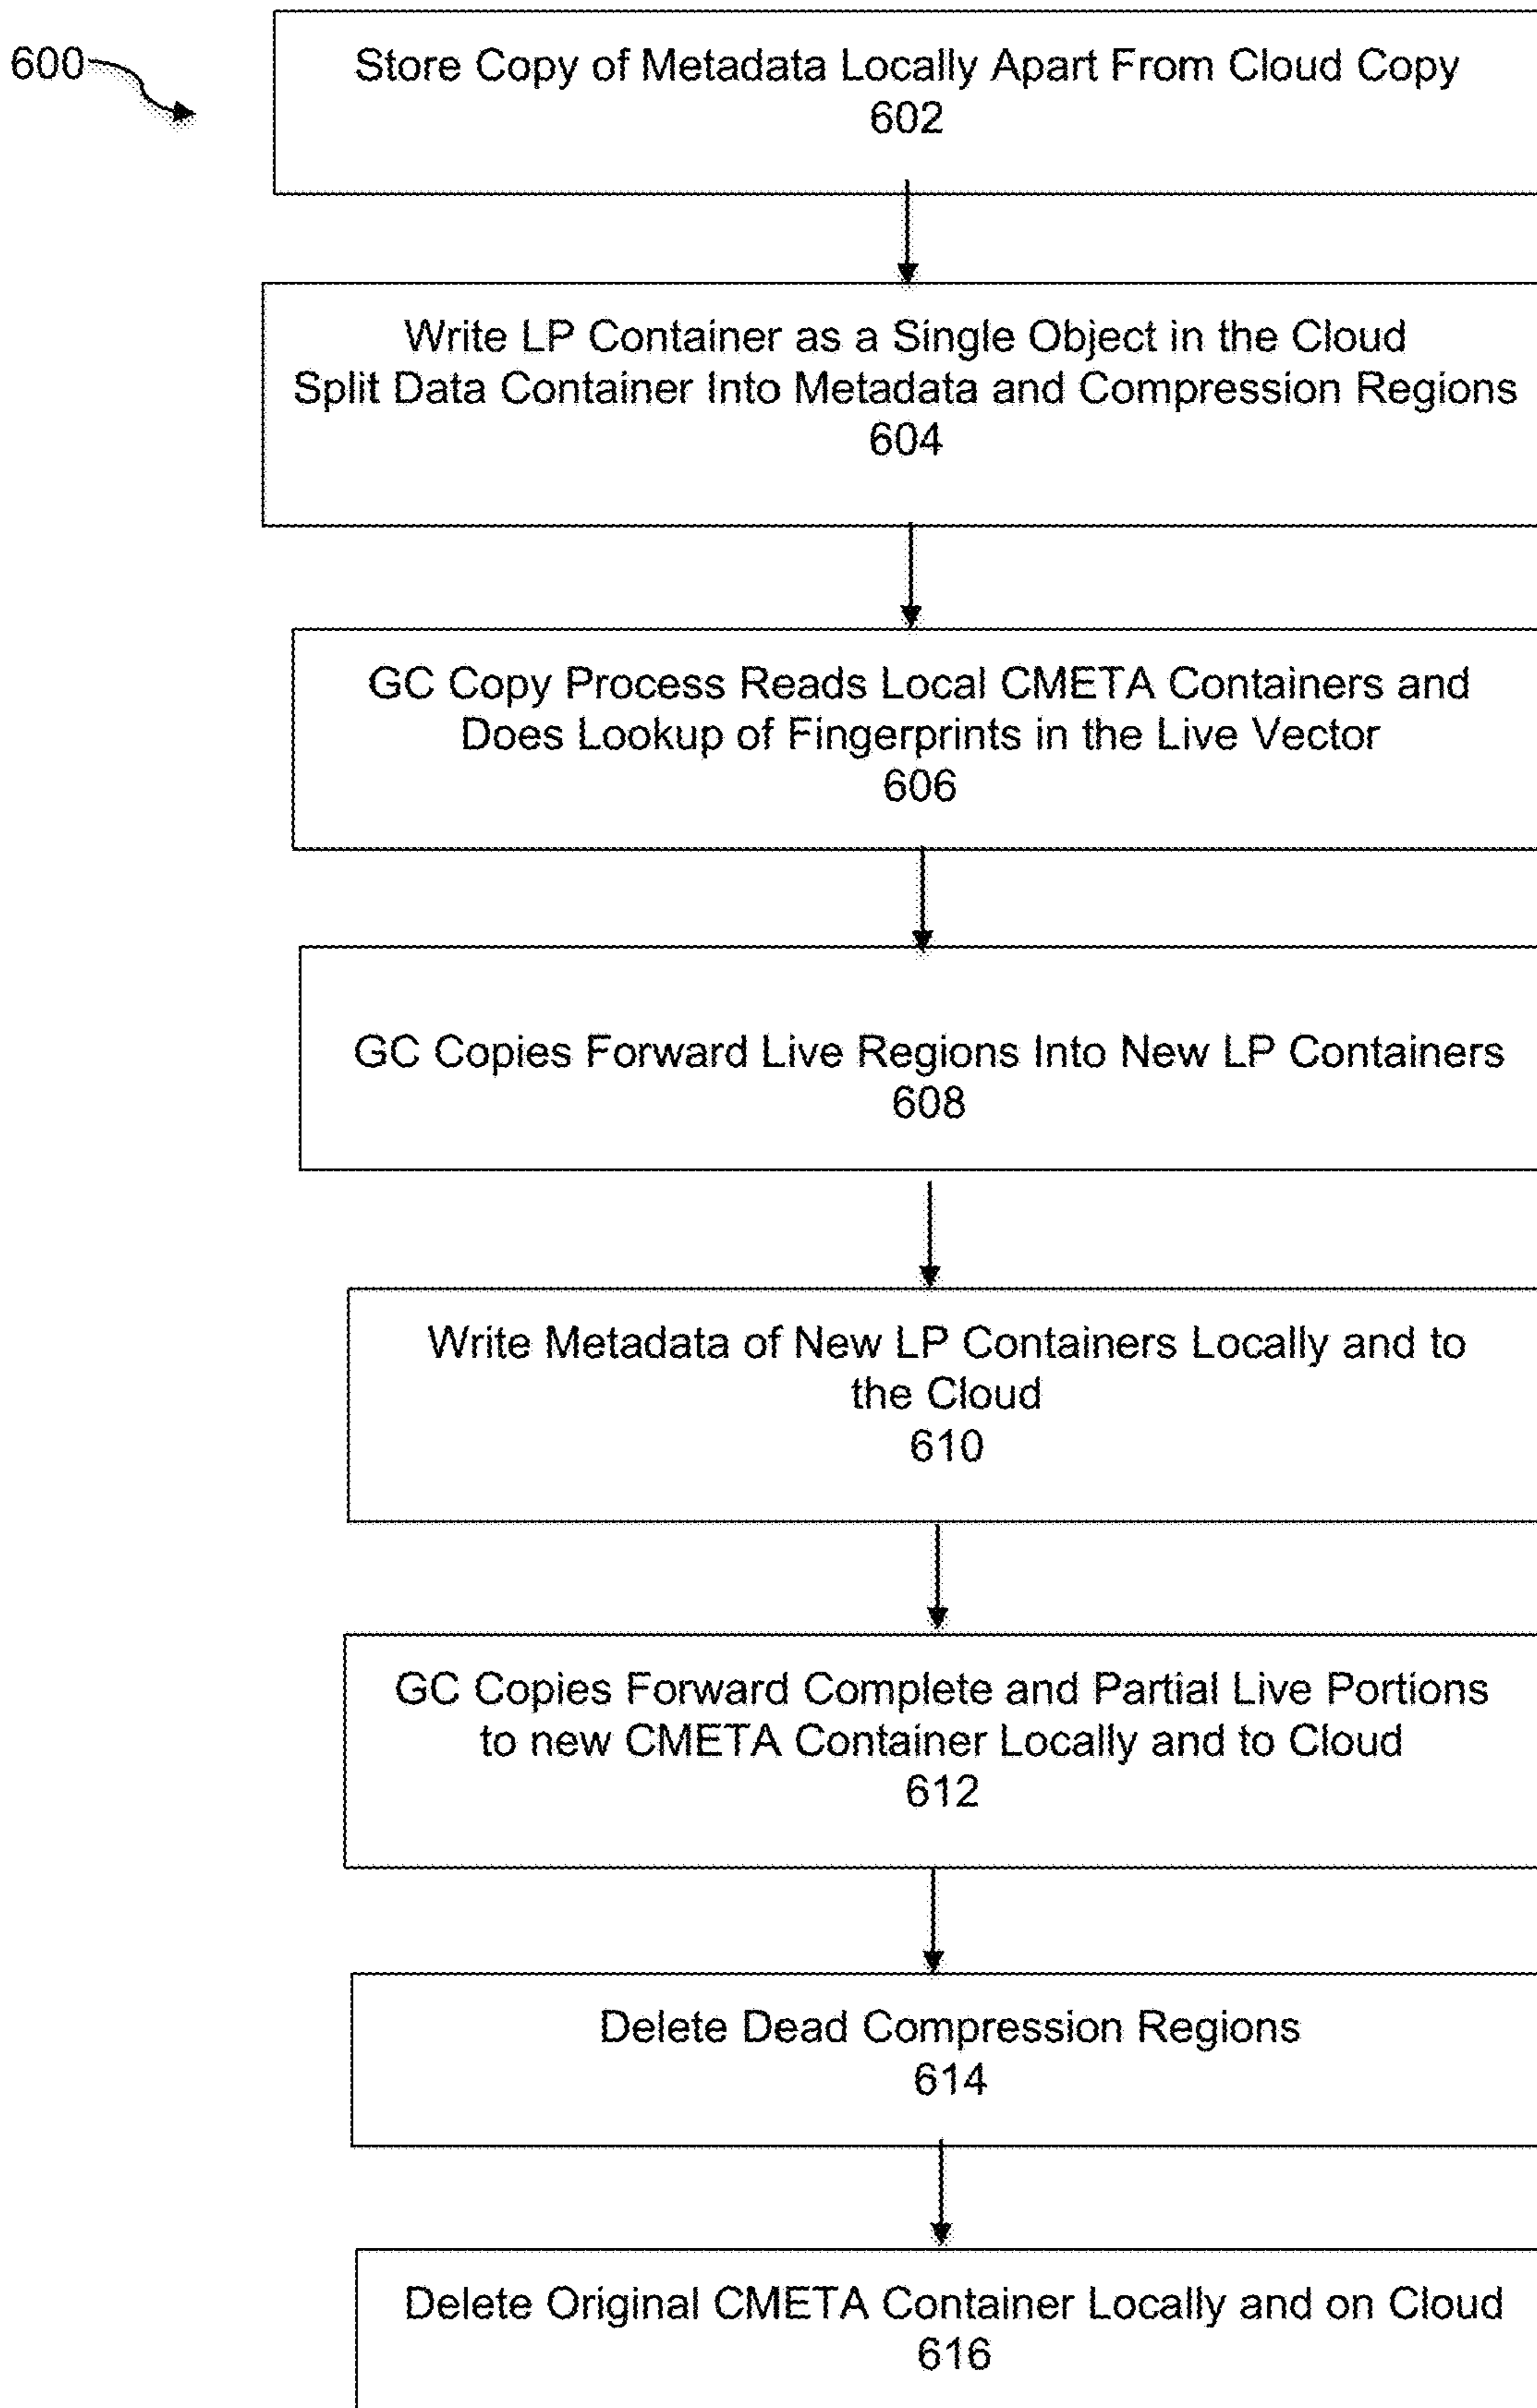 600
Store Copy of Metadata Locally Apart From Cloud Copy
602
Write LP Container as a Single Object in the Cloud
Split Data Container Into Metadata and Compression Regions
604
GC Copy Process Reads Local CMETA Containers and
Does Lookup of Fingerprints in the Live Vector
606
GC Copies Forward Live Regions Into New LP Containers
608
Write Metadata of New LP Containers Locally and to
the Cloud
610
GC Copies Forward Complete and Partial Live Portions
to new CMETA Container Locally and to Cloud
612
Delete Dead Compression Regions
614
Delete Original CMETA Container Locally and on Cloud
616